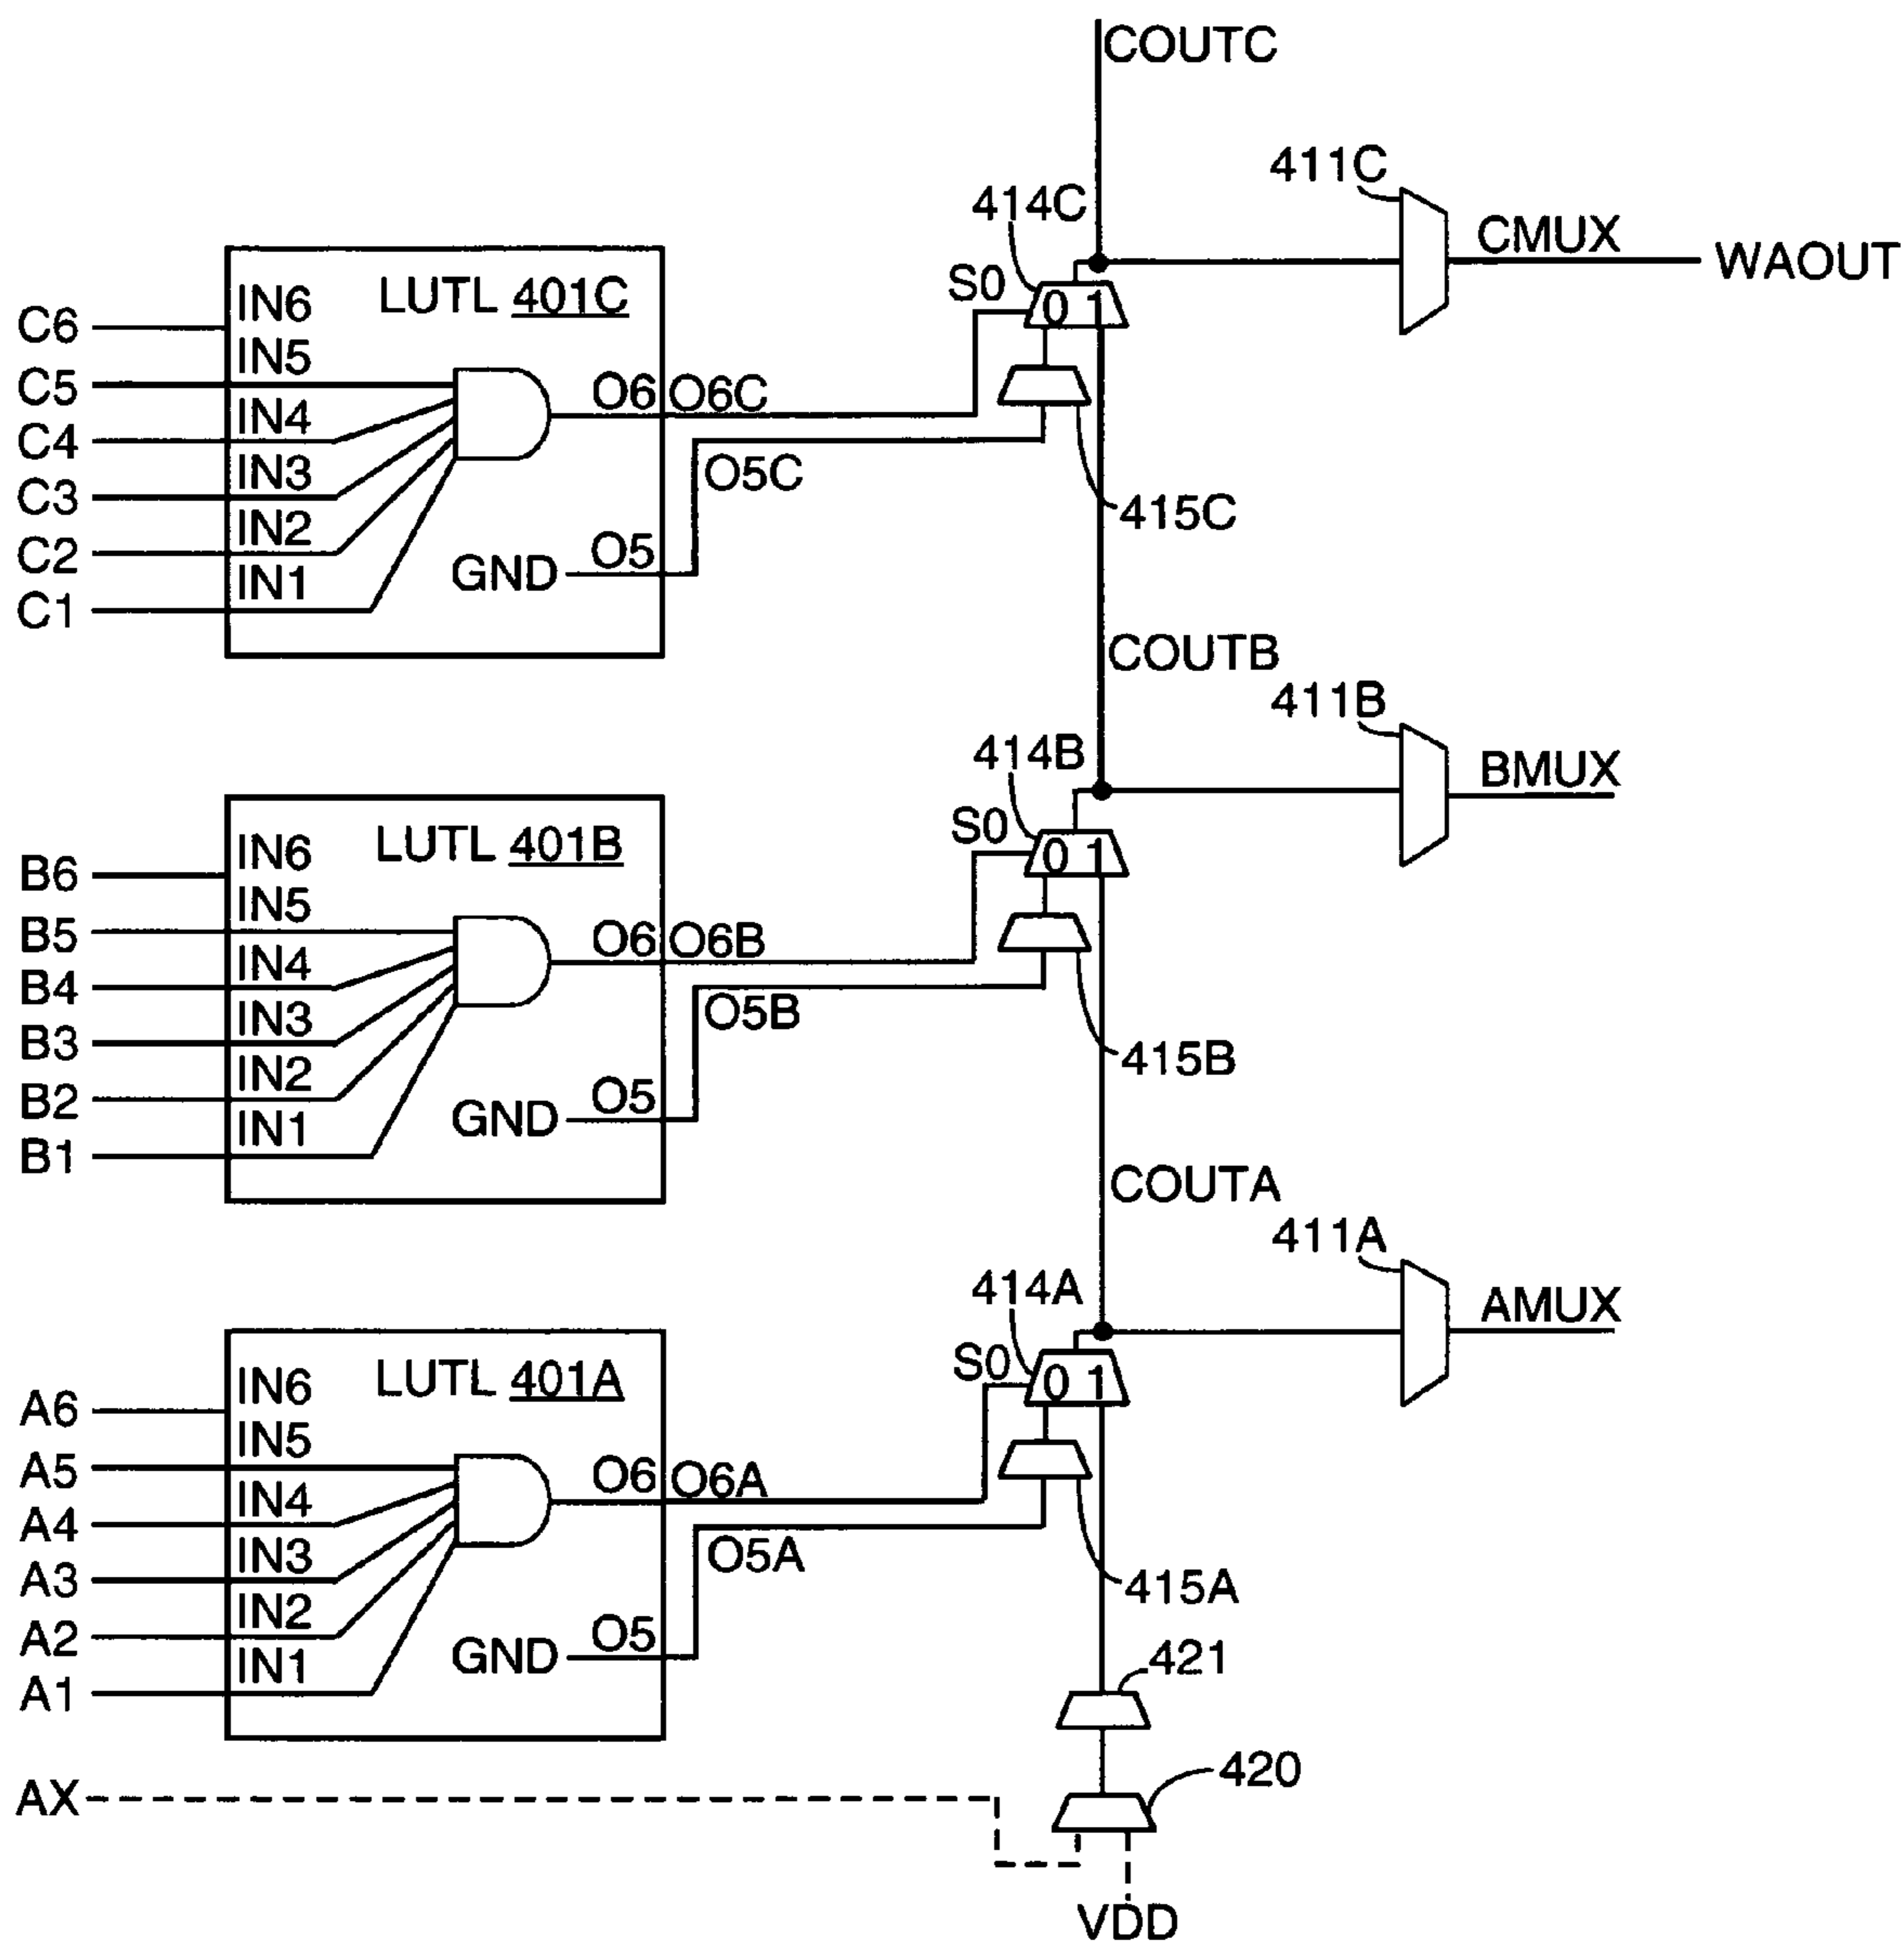 COUTC
411C
414C
CMUX
WAOUT
S0
0 1
LUTL 401C
C6
IN6
C5
IN5
C4
IN4
C3
IN3
C2
IN2
C1
IN1
O6
O6C
O5C
GND
O5
415C
COUTB
411B
414B
BMUX
S0
0 1
LUTL 401B
B6
IN6
B5
IN5
B4
IN4
B3
IN3
B2
IN2
B1
IN1
O6
O6B
O5B
GND
O5
415B
COUTA
411A
414A
AMUX
S0
0 1
LUTL 401A
A6
IN6
A5
IN5
A4
IN4
A3
IN3
A2
IN2
A1
IN1
O6
O6A
O5A
GND
O5
415A
421
420
AX
VDD